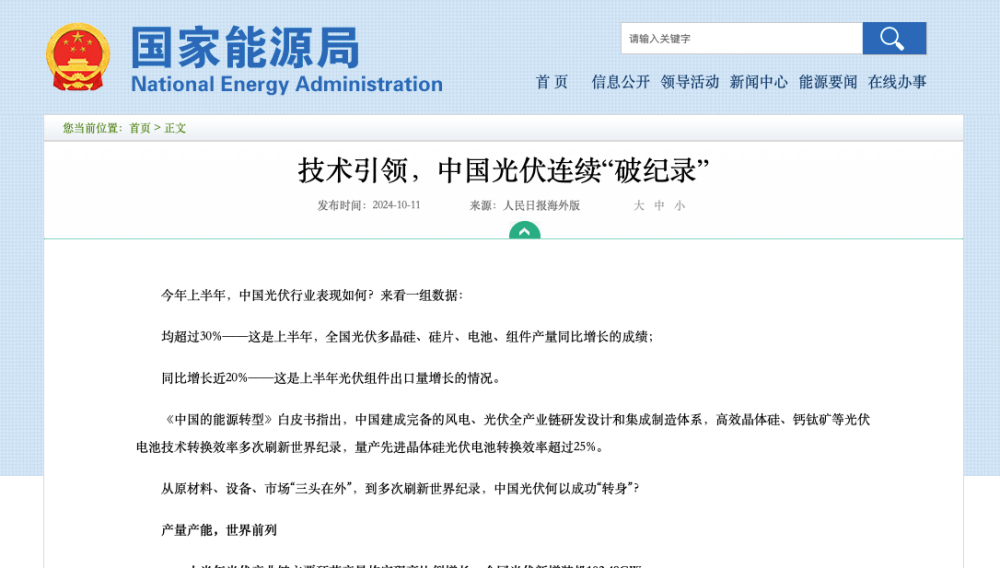 国家能源局
National Energy Administration
请输入关键字
首 页 信息公开 领导活动 新闻中心 能源要闻 在线办事
您当前位置：首页 > 正文
技术引领，中国光伏连续“破纪录”
发布时间：2024-10-11 来源：人民日报海外版 大 中 小
今年上半年，中国光伏行业表现如何？来看一组数据：
均超过30%——这是上半年，全国光伏多晶硅、硅片、电池、组件产量同比增长的成绩；
同比增长近20%——这是上半年光伏组件出口量增长的情况。
《中国的能源转型》白皮书指出，中国建成完备的风电、光伏全产业链研发设计和集成制造体系，高效晶体硅、钙钛矿等光伏
电池技术转换效率多次刷新世界纪录，量产先进晶体硅光伏电池转换效率超过25%。
从原材料、设备、市场“三头在外”，到多次刷新世界纪录，中国光伏何以成功“转身”？
产量产能，世界前列